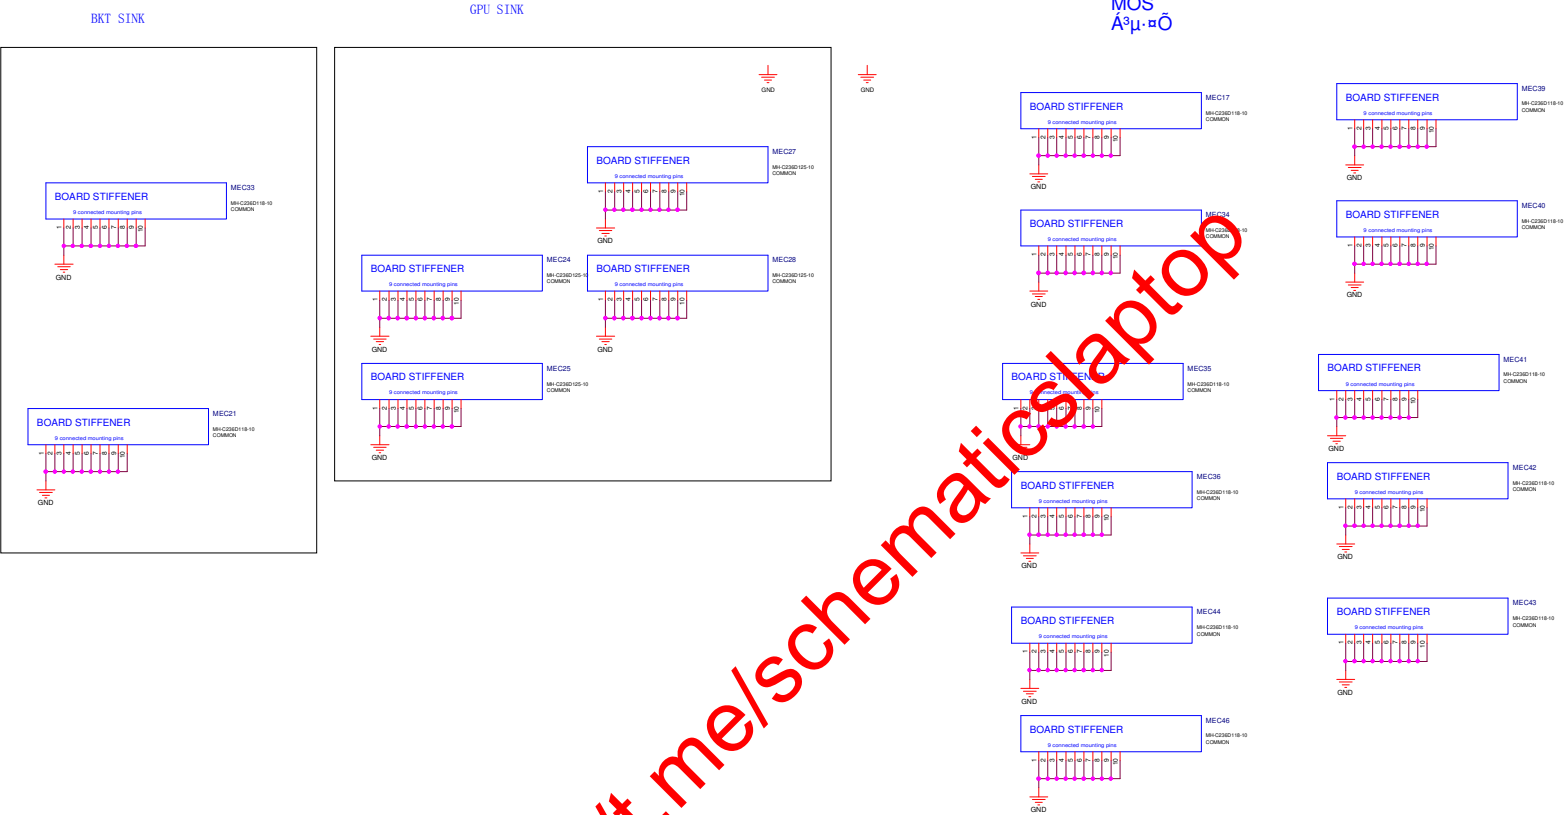 BKT SINK
GPU SINK
MOS
Á³µ·¤Õ
GND
GND
BOARD STIFFENER
9 connected mounting pins
1 2 3 4 5 6 7 8 9 10
MEC33
MH-C236D118-10
COMMON
GND
BOARD STIFFENER
9 connected mounting pins
1 2 3 4 5 6 7 8 9 10
MEC21
MH-C236D118-10
COMMON
GND
BOARD STIFFENER
9 connected mounting pins
1 2 3 4 5 6 7 8 9 10
MEC27
MH-C236D125-10
COMMON
GND
BOARD STIFFENER
9 connected mounting pins
1 2 3 4 5 6 7 8 9 10
MEC24
MH-C236D125-10
COMMON
GND
BOARD STIFFENER
9 connected mounting pins
1 2 3 4 5 6 7 8 9 10
MEC28
MH-C236D125-10
COMMON
GND
BOARD STIFFENER
9 connected mounting pins
1 2 3 4 5 6 7 8 9 10
MEC25
MH-C236D125-10
COMMON
GND
BOARD STIFFENER
9 connected mounting pins
1 2 3 4 5 6 7 8 9 10
MEC17
MH-C236D118-10
COMMON
GND
BOARD STIFFENER
9 connected mounting pins
1 2 3 4 5 6 7 8 9 10
MEC39
MH-C236D118-10
COMMON
GND
BOARD STIFFENER
9 connected mounting pins
1 2 3 4 5 6 7 8 9 10
MEC34
COMMON
GND
BOARD STIFFENER
9 connected mounting pins
1 2 3 4 5 6 7 8 9 10
MEC40
MH-C236D118-10
COMMON
GND
BOARD STIFFENER
9 connected mounting pins
MEC35
MH-C236D118-10
COMMON
GND
BOARD STIFFENER
9 connected mounting pins
1 2 3 4 5 6 7 8 9 10
MEC41
MH-C236D118-10
COMMON
GND
BOARD STIFFENER
9 connected mounting pins
1 2 3 4 5 6 7 8 9 10
MEC36
MH-C236D118-10
COMMON
GND
BOARD STIFFENER
9 connected mounting pins
1 2 3 4 5 6 7 8 9 10
MEC42
MH-C236D118-10
COMMON
GND
BOARD STIFFENER
9 connected mounting pins
1 2 3 4 5 6 7 8 9 10
MEC44
MH-C236D118-10
COMMON
GND
BOARD STIFFENER
9 connected mounting pins
1 2 3 4 5 6 7 8 9 10
MEC43
MH-C236D118-10
COMMON
GND
BOARD STIFFENER
9 connected mounting pins
1 2 3 4 5 6 7 8 9 10
MEC46
MH-C236D118-10
COMMON
GND
/t.me/schematicslaptop